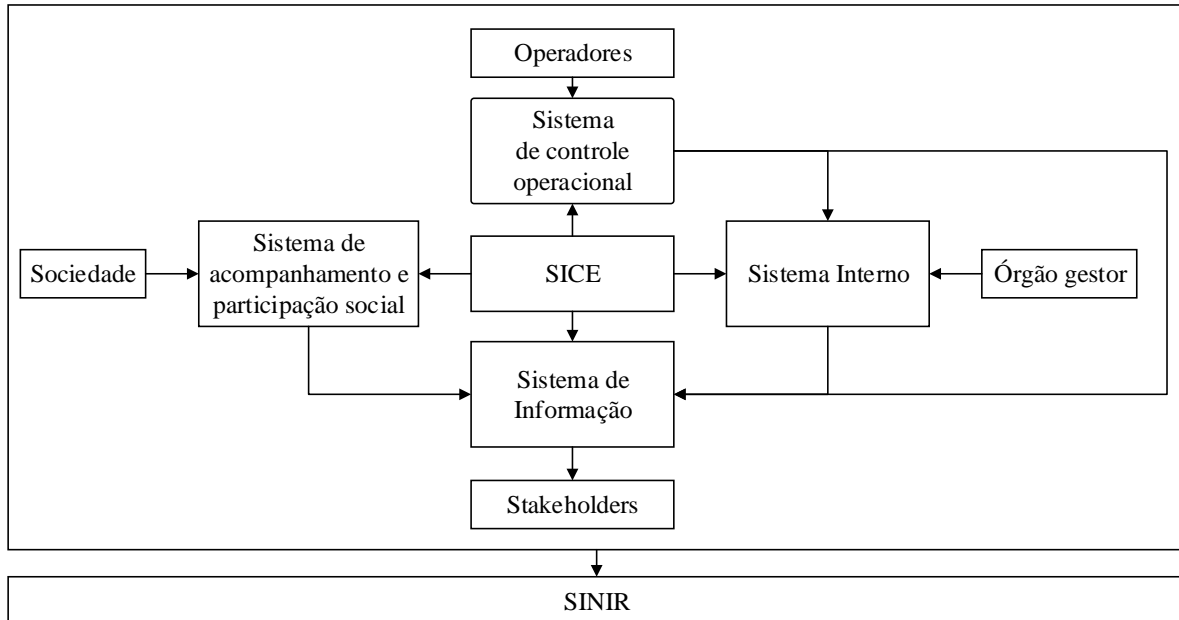 Operadores
Sistema
de controle
operacional
Sociedade
Sistema de
acompanhamento e
participação social
SICE
Sistema Interno
Órgão gestor
Sistema de
Informação
Stakeholders
SINIR